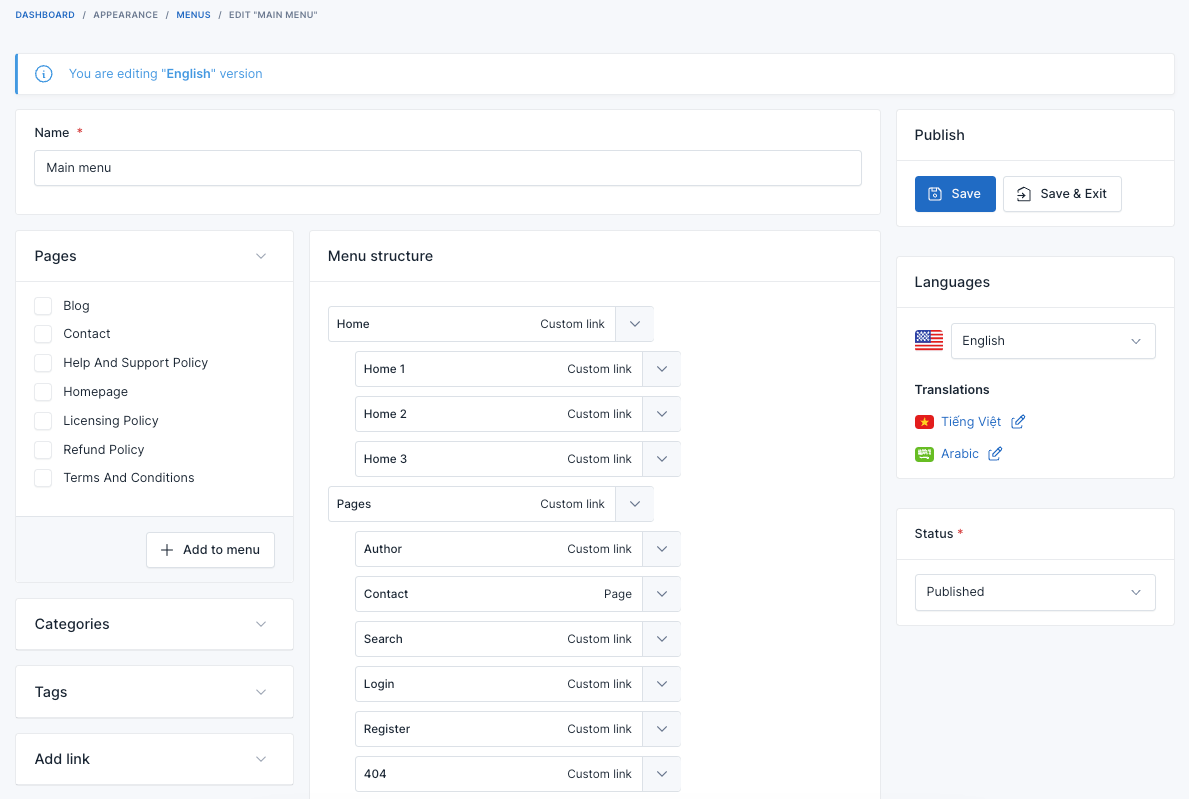 DASHBOARD / APPEARANCE / MENUS / EDIT "MAIN MENU"
You are editing "English" version
Name *
Main menu
Pages
Blog
Contact
Help And Support Policy
Homepage
Licensing Policy
Refund Policy
Terms And Conditions
Add to menu
Categories
Tags
Add link
Menu structure
Home Custom link
Home 1 Custom link
Home 2 Custom link
Home 3 Custom link
Pages Custom link
Author Custom link
Contact Page
Search Custom link
Login Custom link
Register Custom link
404 Custom link
Publish
Save Save & Exit
Languages
English
Translations
Tiếng Việt
Arabic
Status *
Published